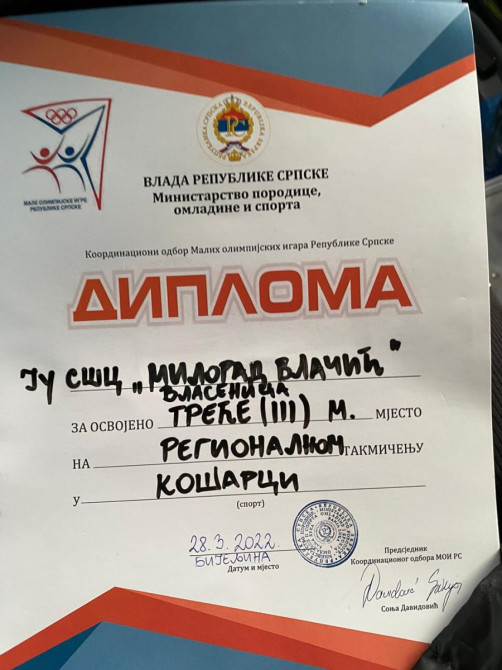 МАЛЕ ОЛИМПИЈСКЕ ИГРЕ
РЕПУБЛИКЕ СРПСКЕ
ВЛАДА РЕПУБЛИКЕ СРПСКЕ
Министарство породице,
омладине и спорта
Координациони одбор Малих олимпијских игара Републике Српске
ДИПЛОМА
ЈУ СШЦ „МИЛОРАД ВЛАЧИЋ"
ВЛАСЕНИЦА
ЗА ОСВОЈЕНО ТРЕЋЕ (III) М. МЈЕСТО
НА РЕГИОНАЛНОМ ТАКМИЧЕЊУ
У КОШАРЦИ
(спорт)
28.3.2022.
БИЈЕЉИНА
Датум и мјесто
Предсједник
Координационог одбора МОИ РС
Соња Давидовић